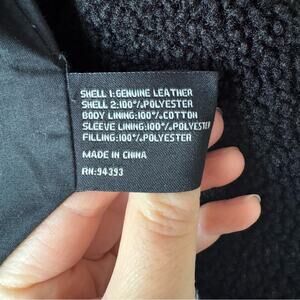 SHELL 1:GENUINE LEATHER
SHELL 2:100%POLYESTER
BODY LINING:100%COTTON
SLEEVE LINING:100%POLYESTER
FILLING:100%POLYESTER
MADE IN CHINA
RN:94393